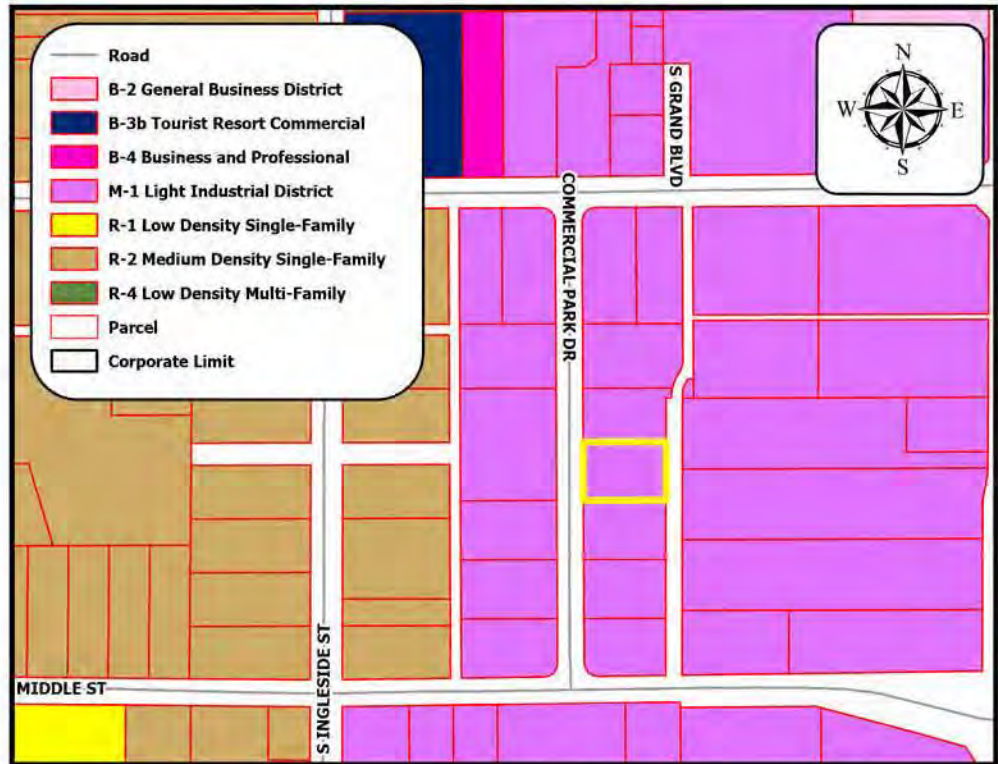 Road
B-2 General Business District
B-3b Tourist Resort Commercial
B-4 Business and Professional
M-1 Light Industrial District
R-1 Low Density Single-Family
R-2 Medium Density Single-Family
R-4 Low Density Multi-Family
Parcel
Corporate Limit
N
W
E
S
S GRAND BLVD
COMMERCIAL PARK DR
S INGLESIDE ST
MIDDLE ST